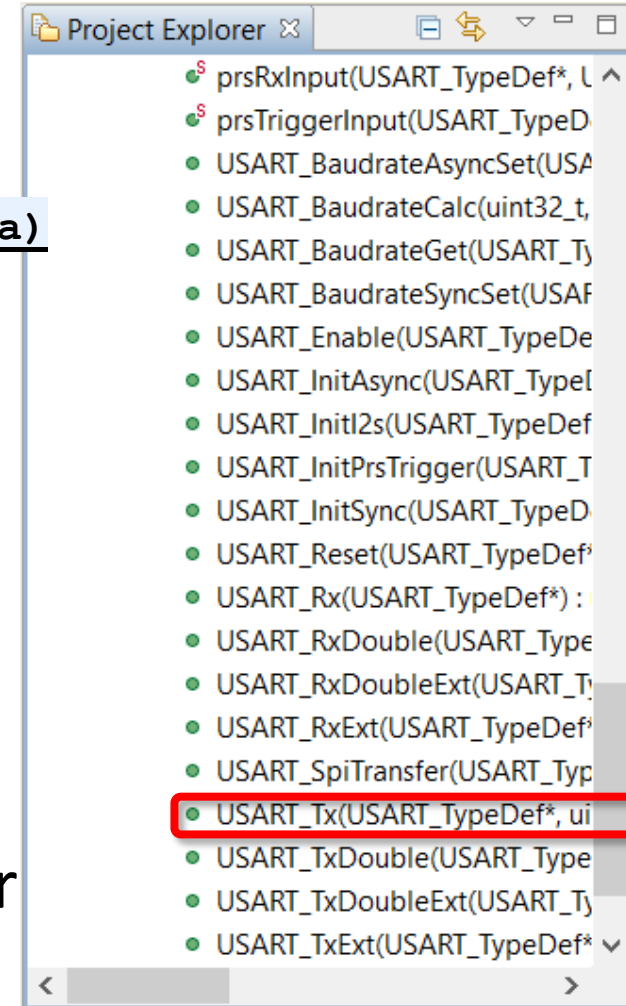 Project Explorer
prsRxInput(USART_TypeDef*, U
prsTriggerInput(USART_TypeD
USART_BaudrateAsyncSet(USA
a)
USART_BaudrateCalc(uint32_t,
USART_BaudrateGet(USART_Ty
USART_BaudrateSyncSet(USAR
USART_Enable(USART_TypeDe
USART_InitAsync(USART_Type
USART_InitI2s(USART_TypeDef
USART_InitPrsTrigger(USART_T
USART_InitSync(USART_TypeD
USART_Reset(USART_TypeDef*
USART_Rx(USART_TypeDef*) :
USART_RxDouble(USART_Type
USART_RxDoubleExt(USART_Ty
USART_RxExt(USART_TypeDef*
USART_SpiTransfer(USART_Typ
USART_Tx(USART_TypeDef*, ui
USART_TxDouble(USART_Type
r
USART_TxDoubleExt(USART_Ty
USART_TxExt(USART_TypeDef*